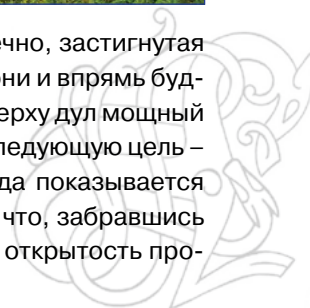 ечно, застигнутая
они и впрямь буд-
ерху дул мощный
ледующую цель –
да показывается
что, забравшись
открытость про-